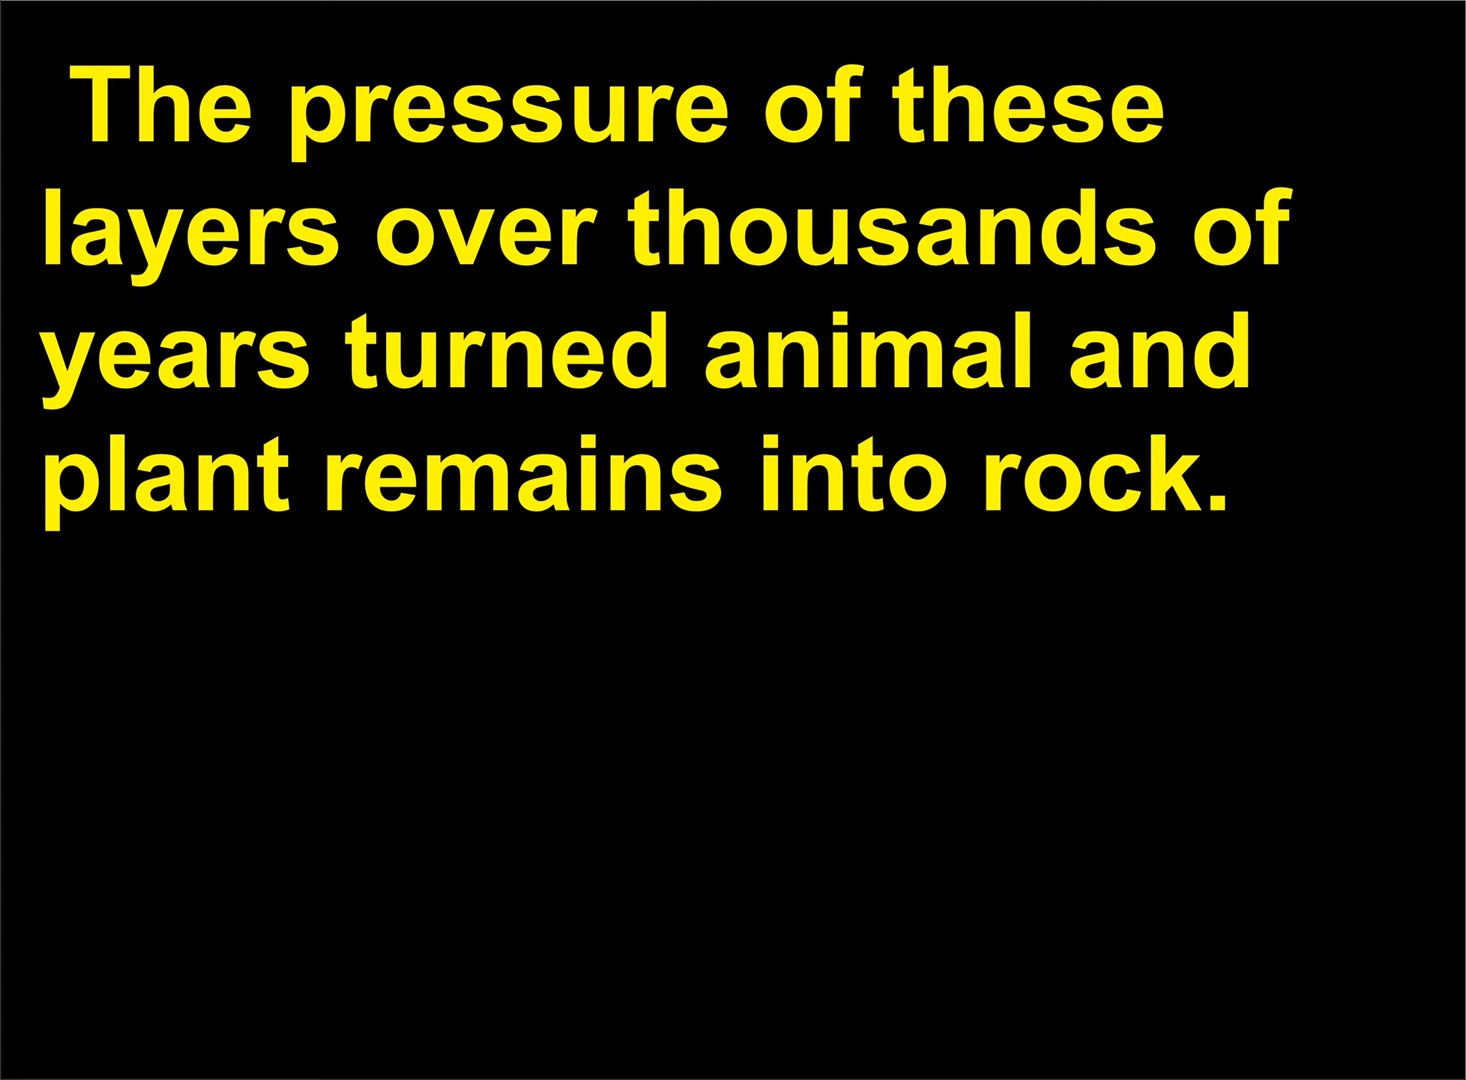 The pressure of these
layers over thousands of
years turned animal and
plant remains into rock.